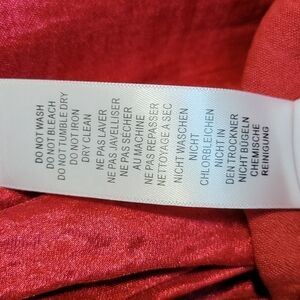 DO NOT WASH
DO NOT BLEACH
DO NOT TUMBLE DRY
DO NOT IRON
DRY CLEAN
NE PAS LAVER
NE PAS JAVELLISER
NE PAS SECHER
AU MACHINE
NE PAS REPASSER
NETTOYAGE A SEC
NICHT WASCHEN
NICHT
CHLORBLEICHEN
NICHT IN
DEN TROCKNER
NICHT BÜGELN
CHEMISCHE
REINIGUNG